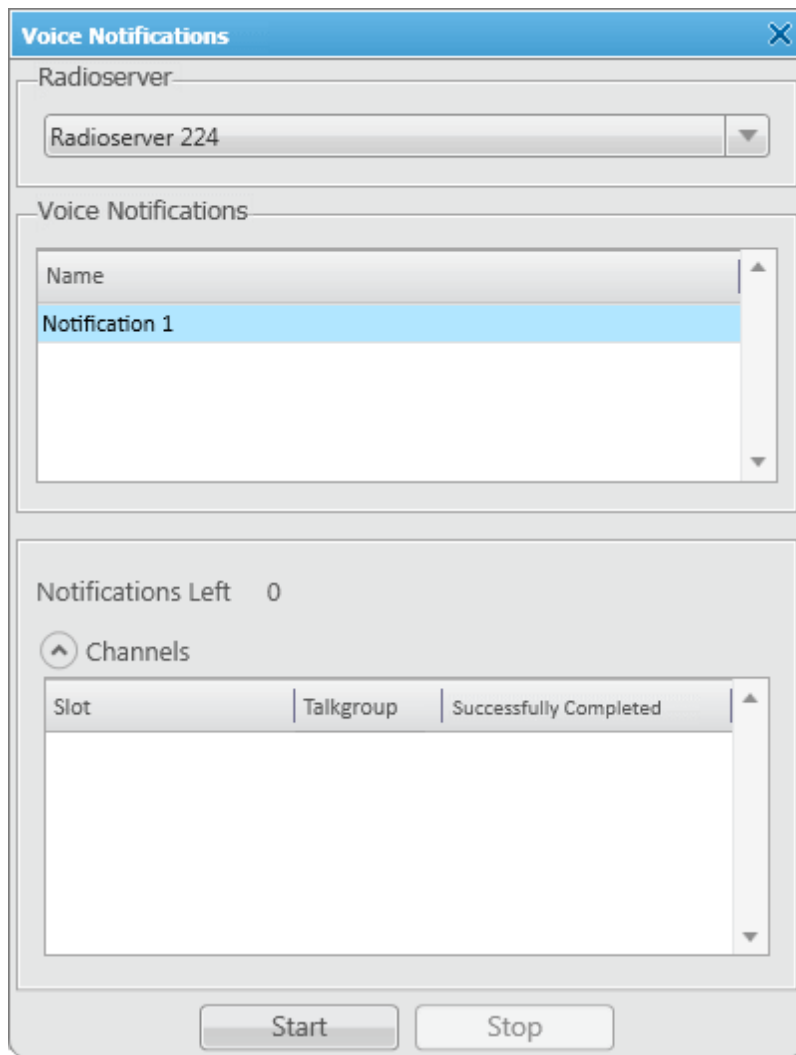 Voice Notifications
Radioserver
Radioserver 224
Voice Notifications
Name
Notification 1
Notifications Left 0
Channels
Slot Talkgroup Successfully Completed
Start Stop